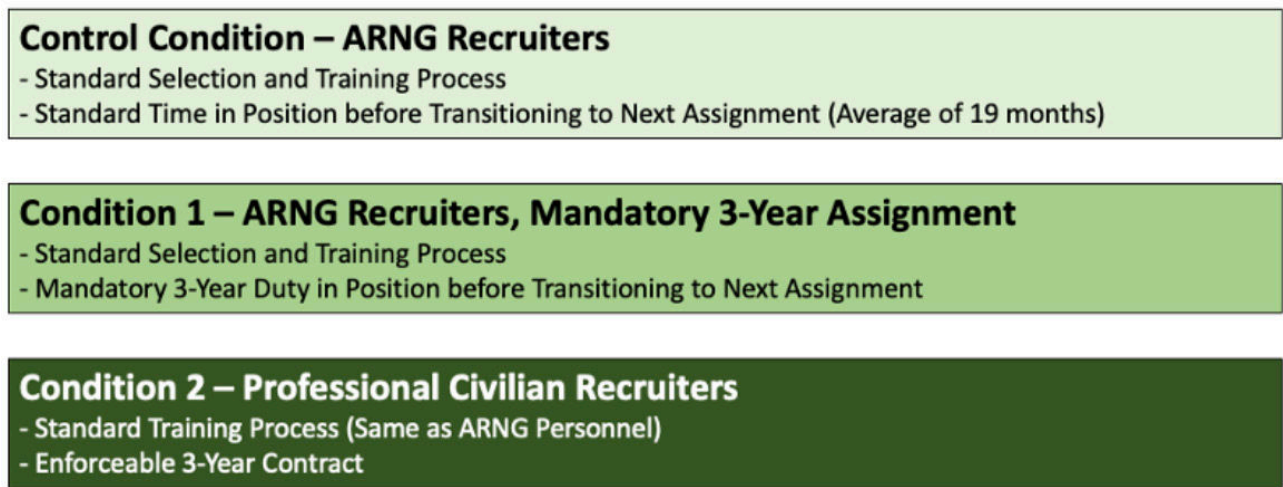 Control Condition – ARNG Recruiters
- Standard Selection and Training Process
- Standard Time in Position before Transitioning to Next Assignment (Average of 19 months)
Condition 1 – ARNG Recruiters, Mandatory 3-Year Assignment
- Standard Selection and Training Process
- Mandatory 3-Year Duty in Position before Transitioning to Next Assignment
Condition 2 – Professional Civilian Recruiters
- Standard Training Process (Same as ARNG Personnel)
- Enforceable 3-Year Contract